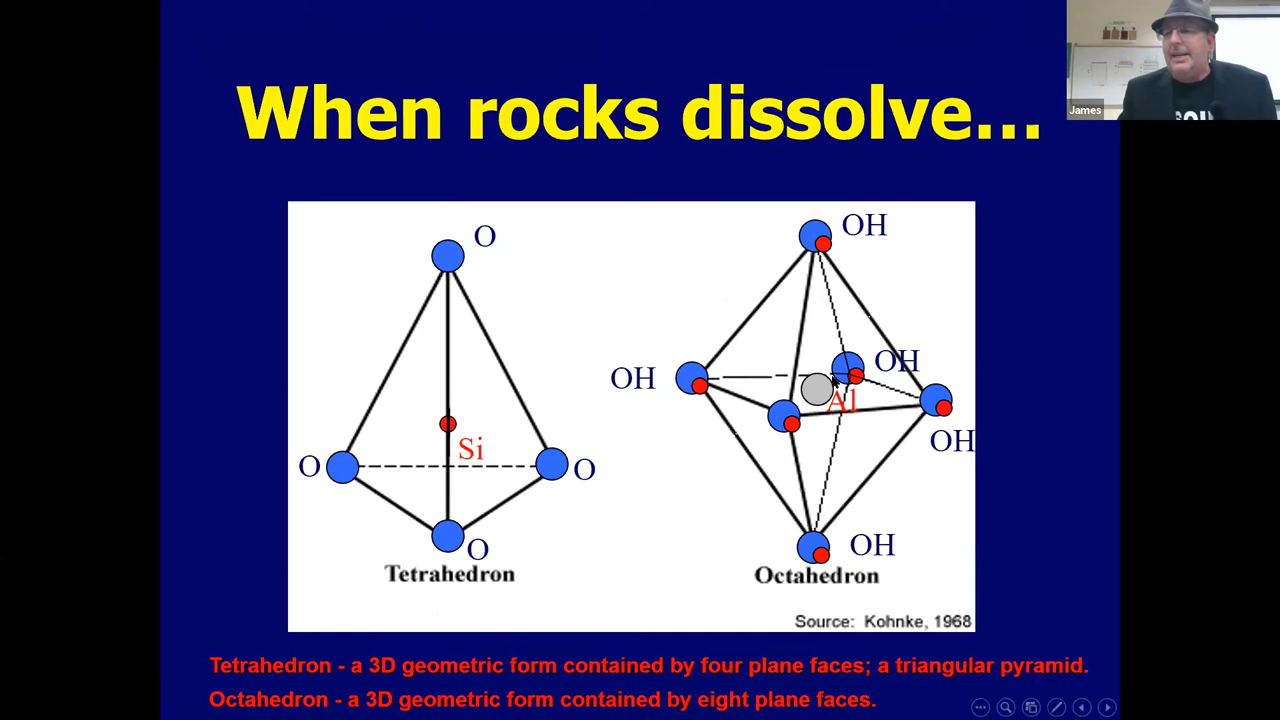 When rocks dissolve...
James
O
OH
OH
OH
Al
OH
Si
O
O
O
OH
Tetrahedron
Octahedron
Source: Kohnke, 1968
Tetrahedron - a 3D geometric form contained by four plane faces; a triangular pyramid.
Octahedron - a 3D geometric form contained by eight plane faces.